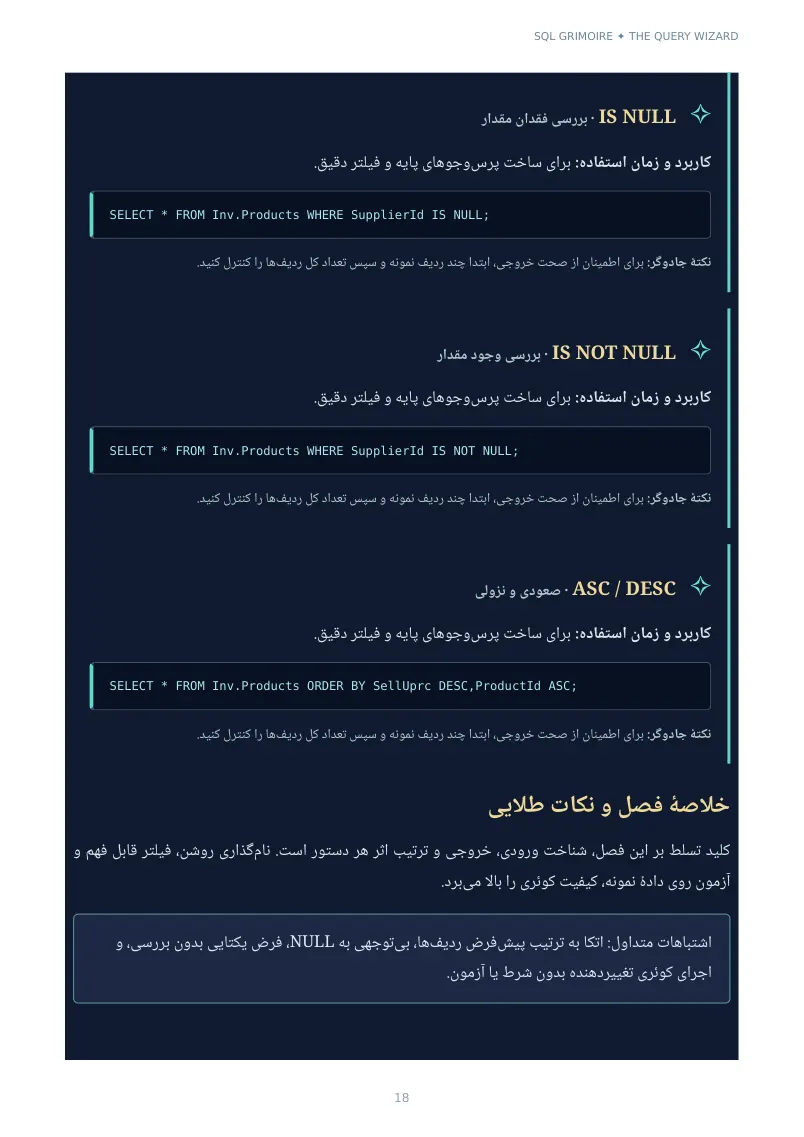 SQL GRIMOIRE ✦ THE QUERY WIZARD
✧ IS NULL · بررسی فقدان مقدار
کاربرد و زمان استفاده: برای ساخت پرس‌وجوهای پایه و فیلتر دقیق.
SELECT * FROM Inv.Products WHERE SupplierId IS NULL;
نکتهٔ جادوگر: برای اطمینان از صحت خروجی، ابتدا چند ردیف نمونه و سپس تعداد کل ردیف‌ها را کنترل کنید.
✧ IS NOT NULL · بررسی وجود مقدار
کاربرد و زمان استفاده: برای ساخت پرس‌وجوهای پایه و فیلتر دقیق.
SELECT * FROM Inv.Products WHERE SupplierId IS NOT NULL;
نکتهٔ جادوگر: برای اطمینان از صحت خروجی، ابتدا چند ردیف نمونه و سپس تعداد کل ردیف‌ها را کنترل کنید.
✧ ASC / DESC · صعودی و نزولی
کاربرد و زمان استفاده: برای ساخت پرس‌وجوهای پایه و فیلتر دقیق.
SELECT * FROM Inv.Products ORDER BY SellUprc DESC,ProductId ASC;
نکتهٔ جادوگر: برای اطمینان از صحت خروجی، ابتدا چند ردیف نمونه و سپس تعداد کل ردیف‌ها را کنترل کنید.
خلاصهٔ فصل و نکات طلایی
کلید تسلط بر این فصل، شناخت ورودی، خروجی و ترتیب اثر هر دستور است. نام‌گذاری روشن، فیلتر قابل فهم و
آزمون روی دادهٔ نمونه، کیفیت کوئری را بالا می‌برد.
اشتباهات متداول: اتکا به ترتیب پیش‌فرض ردیف‌ها، بی‌توجهی به NULL، فرض یکتایی بدون بررسی، و
اجرای کوئری تغییردهنده بدون شرط یا آزمون.
18